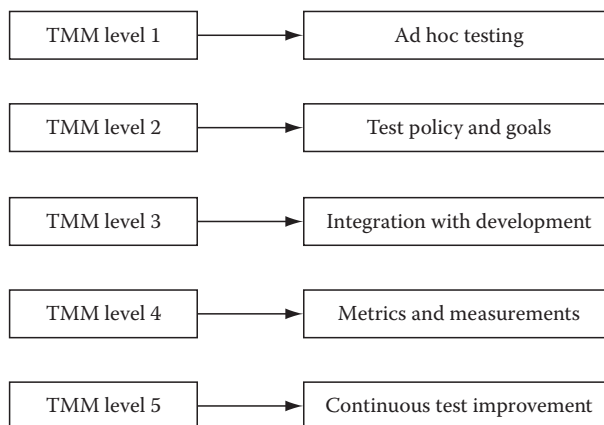 TMM level 1
Ad hoc testing
TMM level 2
Test policy and goals
TMM level 3
Integration with development
TMM level 4
Metrics and measurements
TMM level 5
Continuous test improvement